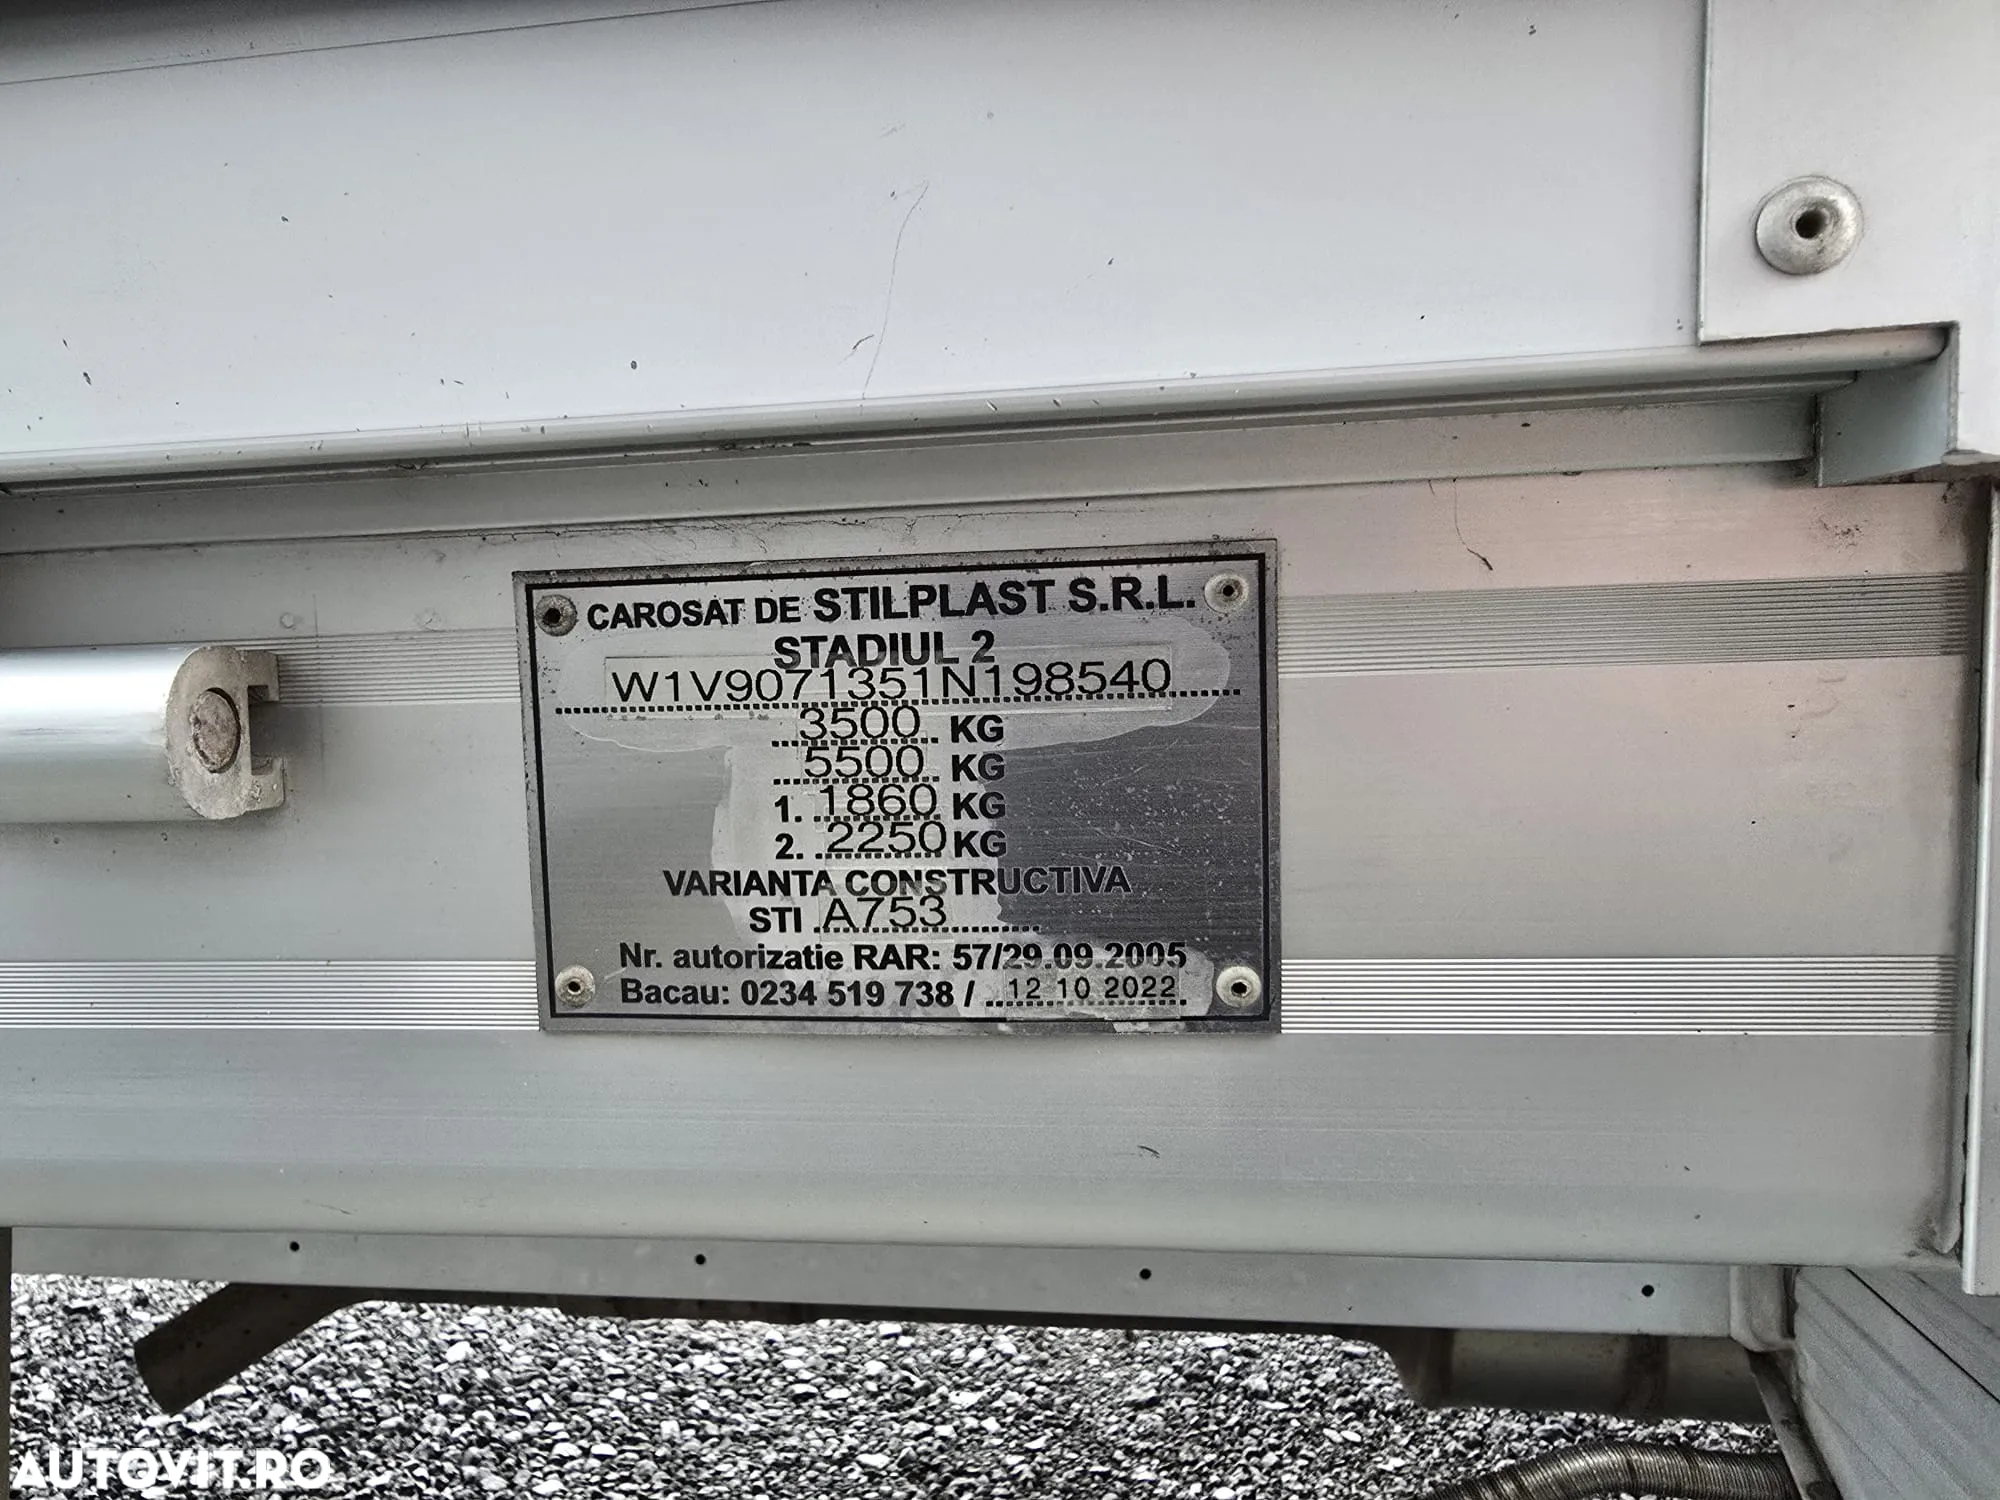 CAROSAT DE STILPLAST S.R.L.
STADIUL 2
W1V9071351N198540
3500 KG
5500 KG
1. 1860 KG
2. 2250 KG
VARIANTA CONSTRUCTIVA
STI A753
Nr. autorizatie RAR: 57/29.09.2005
Bacau: 0234 519 738 / 12 10 2022
AUTOVIT.RO